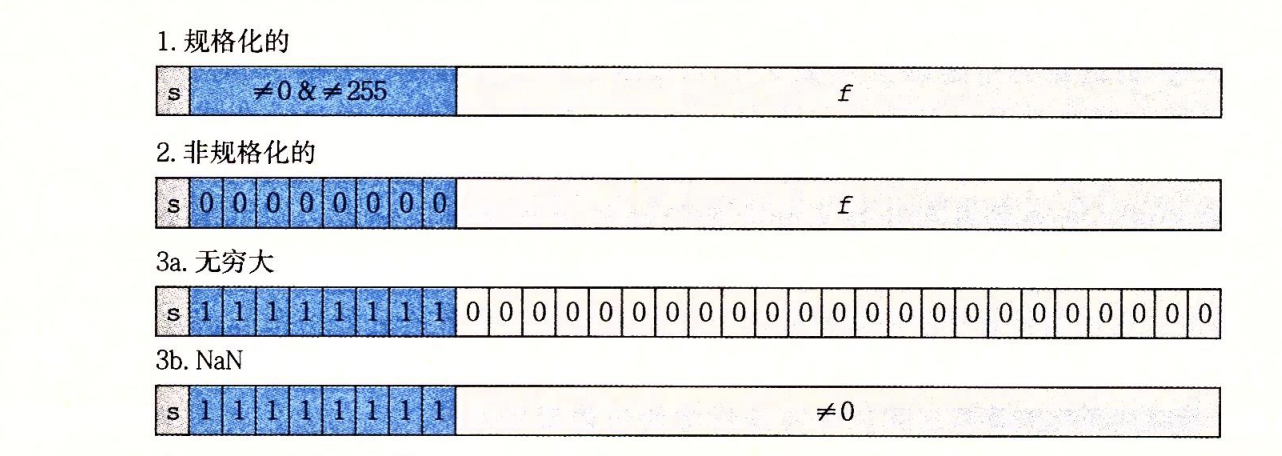 1. 规格化的
s ≠0 & ≠255 f
2. 非规格化的
s 0 0 0 0 0 0 0 0 f
3a. 无穷大
s 1 1 1 1 1 1 1 1 0 0 0 0 0 0 0 0 0 0 0 0 0 0 0 0 0 0 0 0 0 0 0
3b. NaN
s 1 1 1 1 1 1 1 1 ≠0